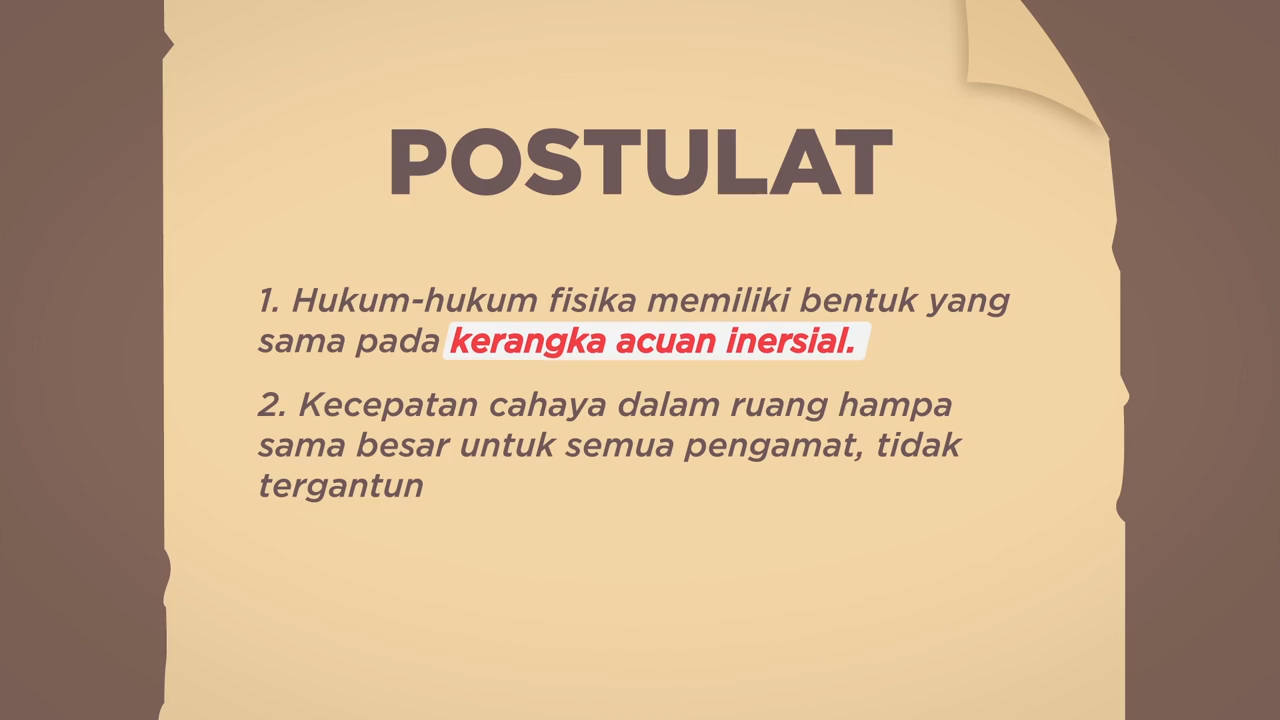 POSTULAT
1. Hukum-hukum fisika memiliki bentuk yang
sama pada kerangka acuan inersial.
2. Kecepatan cahaya dalam ruang hampa
sama besar untuk semua pengamat, tidak
tergantun